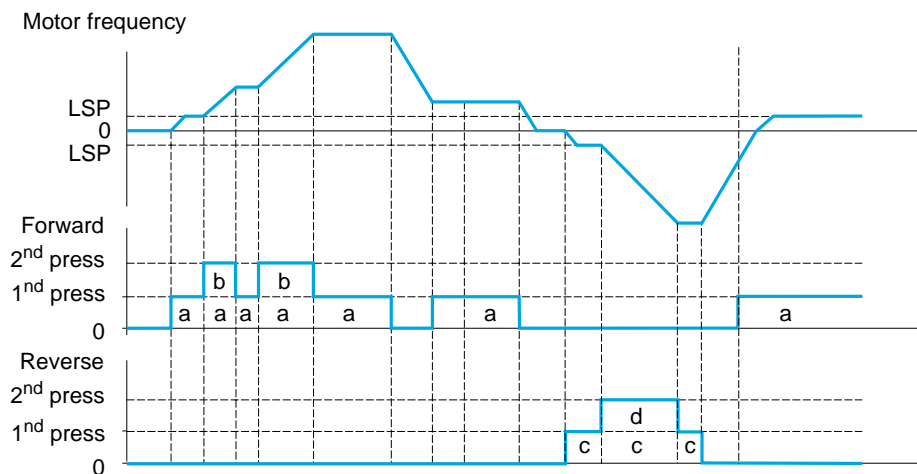 Motor frequency
LSP
0
LSP
Forward
2nd press
b b
1nd press
a a a a a a a
0
Reverse
2nd press
d
1nd press
c c c
0